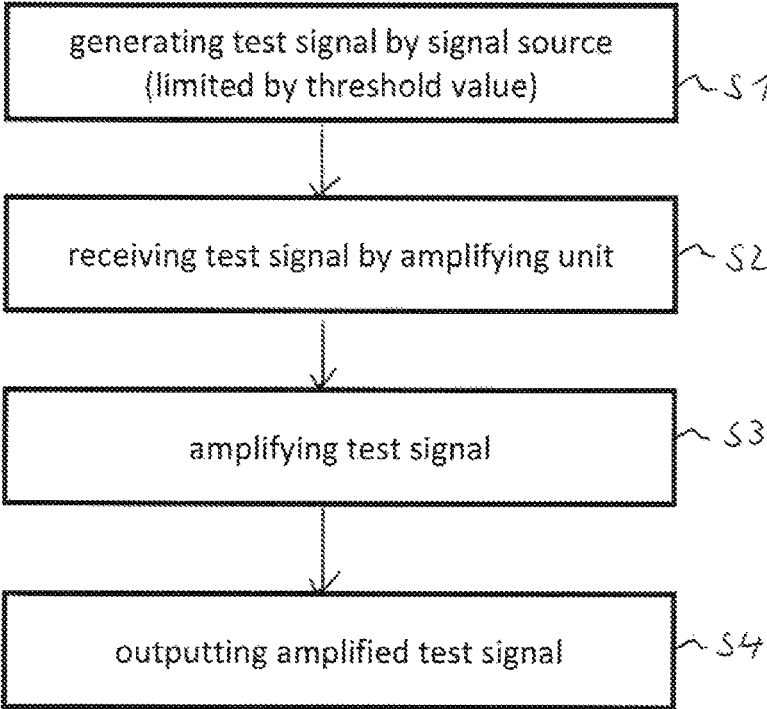 generating test signal by signal source
(limited by threshold value)
S1
receiving test signal by amplifying unit
S2
amplifying test signal
S3
outputting amplified test signal
S4